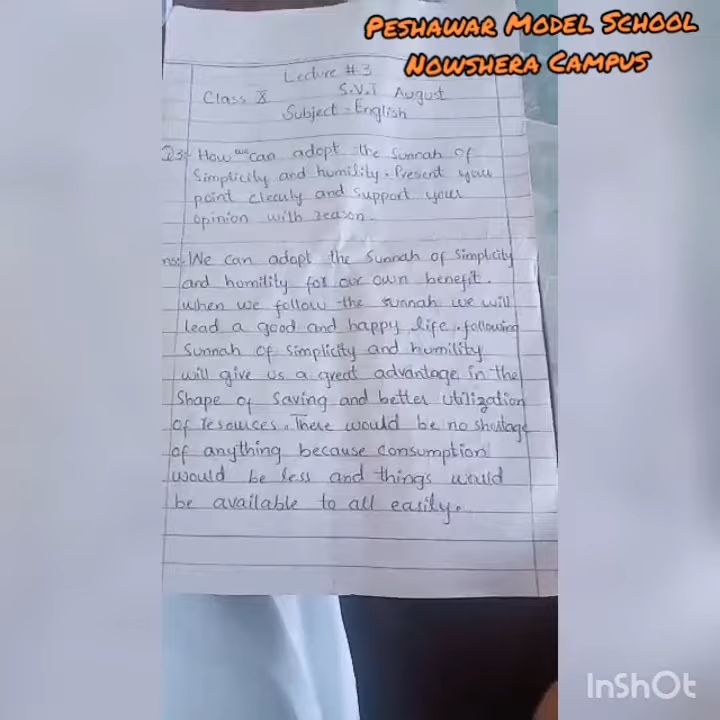 PESHAWAR MODEL SCHOOL
NOWSHERA CAMPUS
Lecture #3
Class X S.V.I August
Subject - English
Q3:- How we can adopt the Sunnah of
Simplicity and humility. Present your
point clearly and support your
opinion with reason.
ns:- We can adopt the Sunnah of simplicity
and humility for our own benefit.
When we follow the sunnah we will
lead a good and happy life. following
Sunnah of simplicity and humility
will give us a great advantage in the
shape of saving and better utilization
of resources. There would be no shortage
of anything because consumption
would be less and things would
be available to all easily.
InShOt